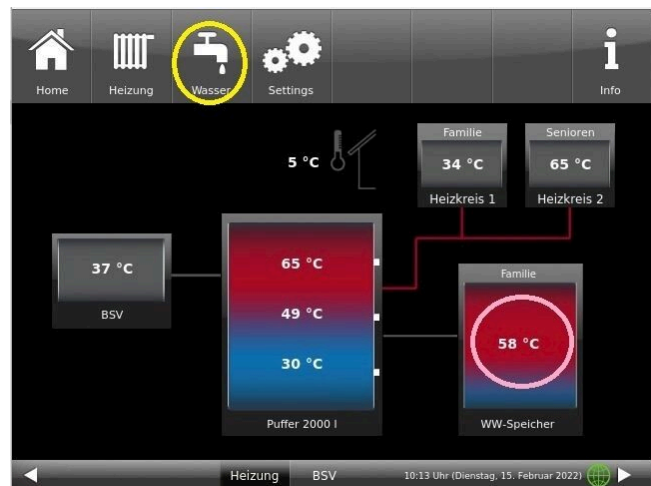 Home
Heizung
Wasser
Settings
Info
5 °C
Familie
34 °C
Heizkreis 1
Senioren
65 °C
Heizkreis 2
37 °C
BSV
65 °C
49 °C
30 °C
Puffer 2000 l
Familie
58 °C
WW-Speicher
Heizung
BSV
10:13 Uhr (Dienstag, 15. Februar 2022)